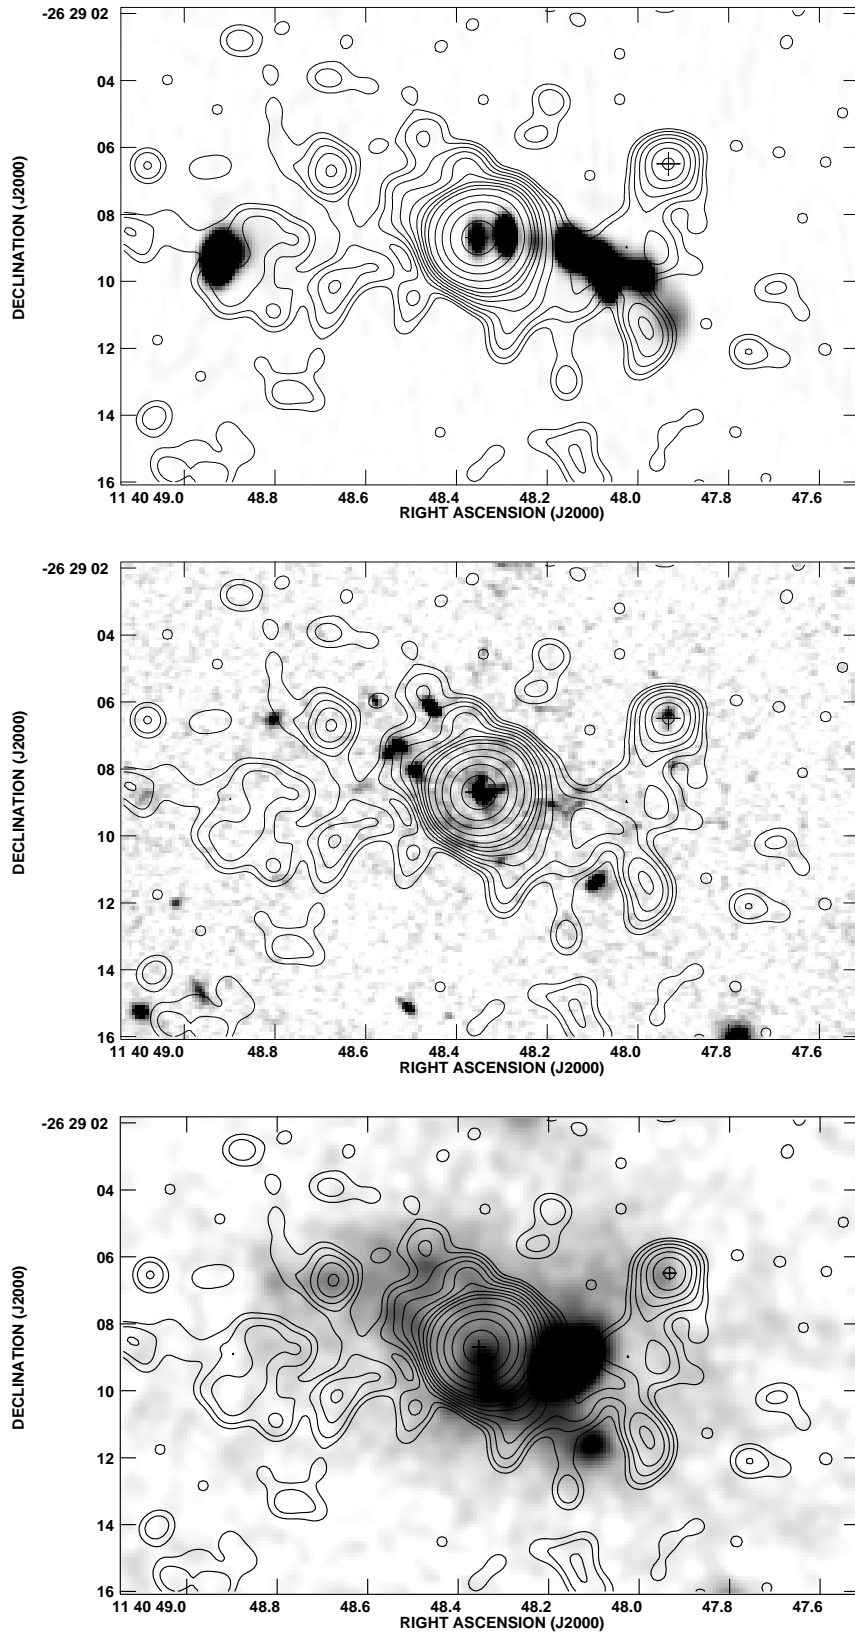 -26 29 02
04
06
08
10
12
14
16
DECLINATION (J2000)
11 40 49.0 48.8 48.6 48.4 48.2 48.0 47.8 47.6
RIGHT ASCENSION (J2000)
-26 29 02
04
06
08
10
12
14
16
DECLINATION (J2000)
11 40 49.0 48.8 48.6 48.4 48.2 48.0 47.8 47.6
RIGHT ASCENSION (J2000)
-26 29 02
04
06
08
10
12
14
16
DECLINATION (J2000)
11 40 49.0 48.8 48.6 48.4 48.2 48.0 47.8 47.6
RIGHT ASCENSION (J2000)